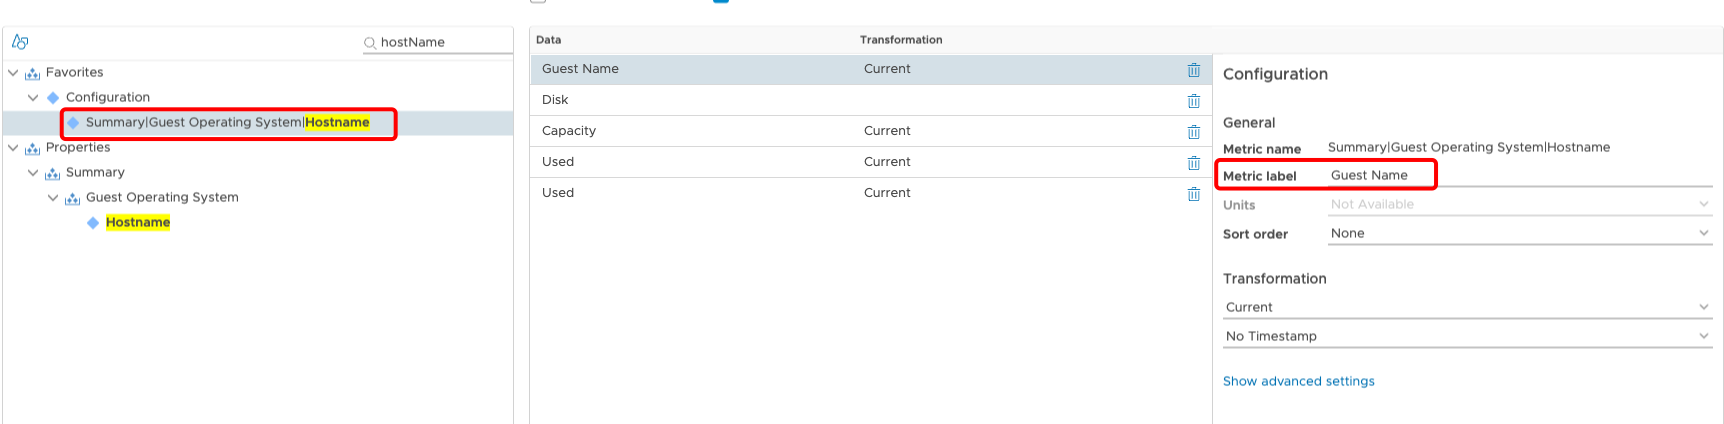 hostName
Favorites
Configuration
Summary|Guest Operating System|Hostname
Properties
Summary
Guest Operating System
Hostname
Data Transformation
Guest Name Current
Disk
Capacity Current
Used Current
Used Current
Configuration
General
Metric name Summary|Guest Operating System|Hostname
Metric label Guest Name
Units Not Available
Sort order None
Transformation
Current
No Timestamp
Show advanced settings